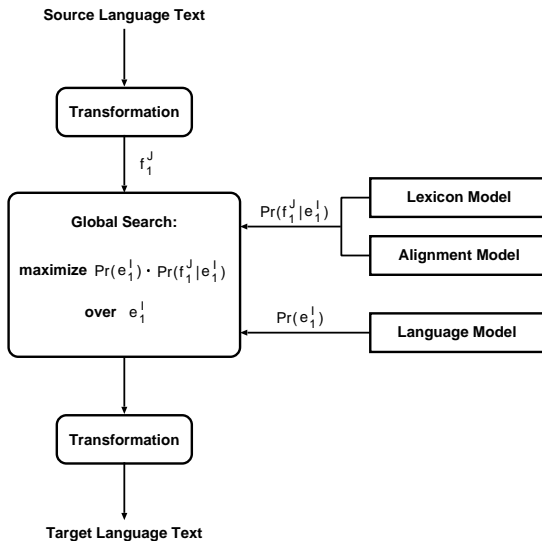 Source Language Text
Transformation
f_1^J
Global Search:
maximize Pr(e_1^I) · Pr(f_1^J | e_1^I)
over e_1^I
Pr(f_1^J | e_1^I)
Lexicon Model
Alignment Model
Pr(e_1^I)
Language Model
Transformation
Target Language Text